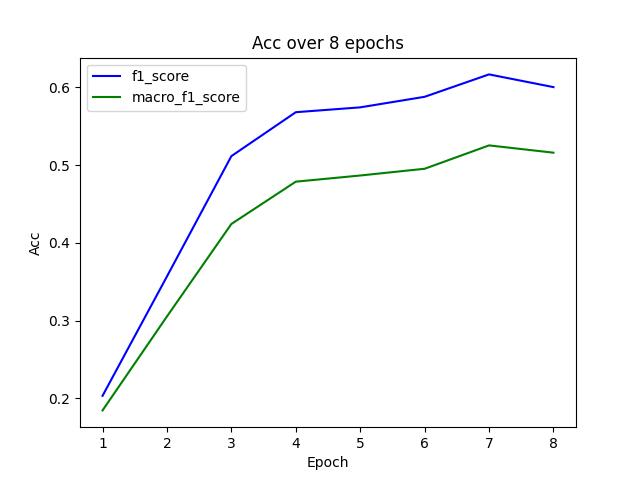 Acc over 8 epochs
f1_score
macro_f1_score
0.6
0.5
0.4
0.3
0.2
Acc
1 2 3 4 5 6 7 8
Epoch